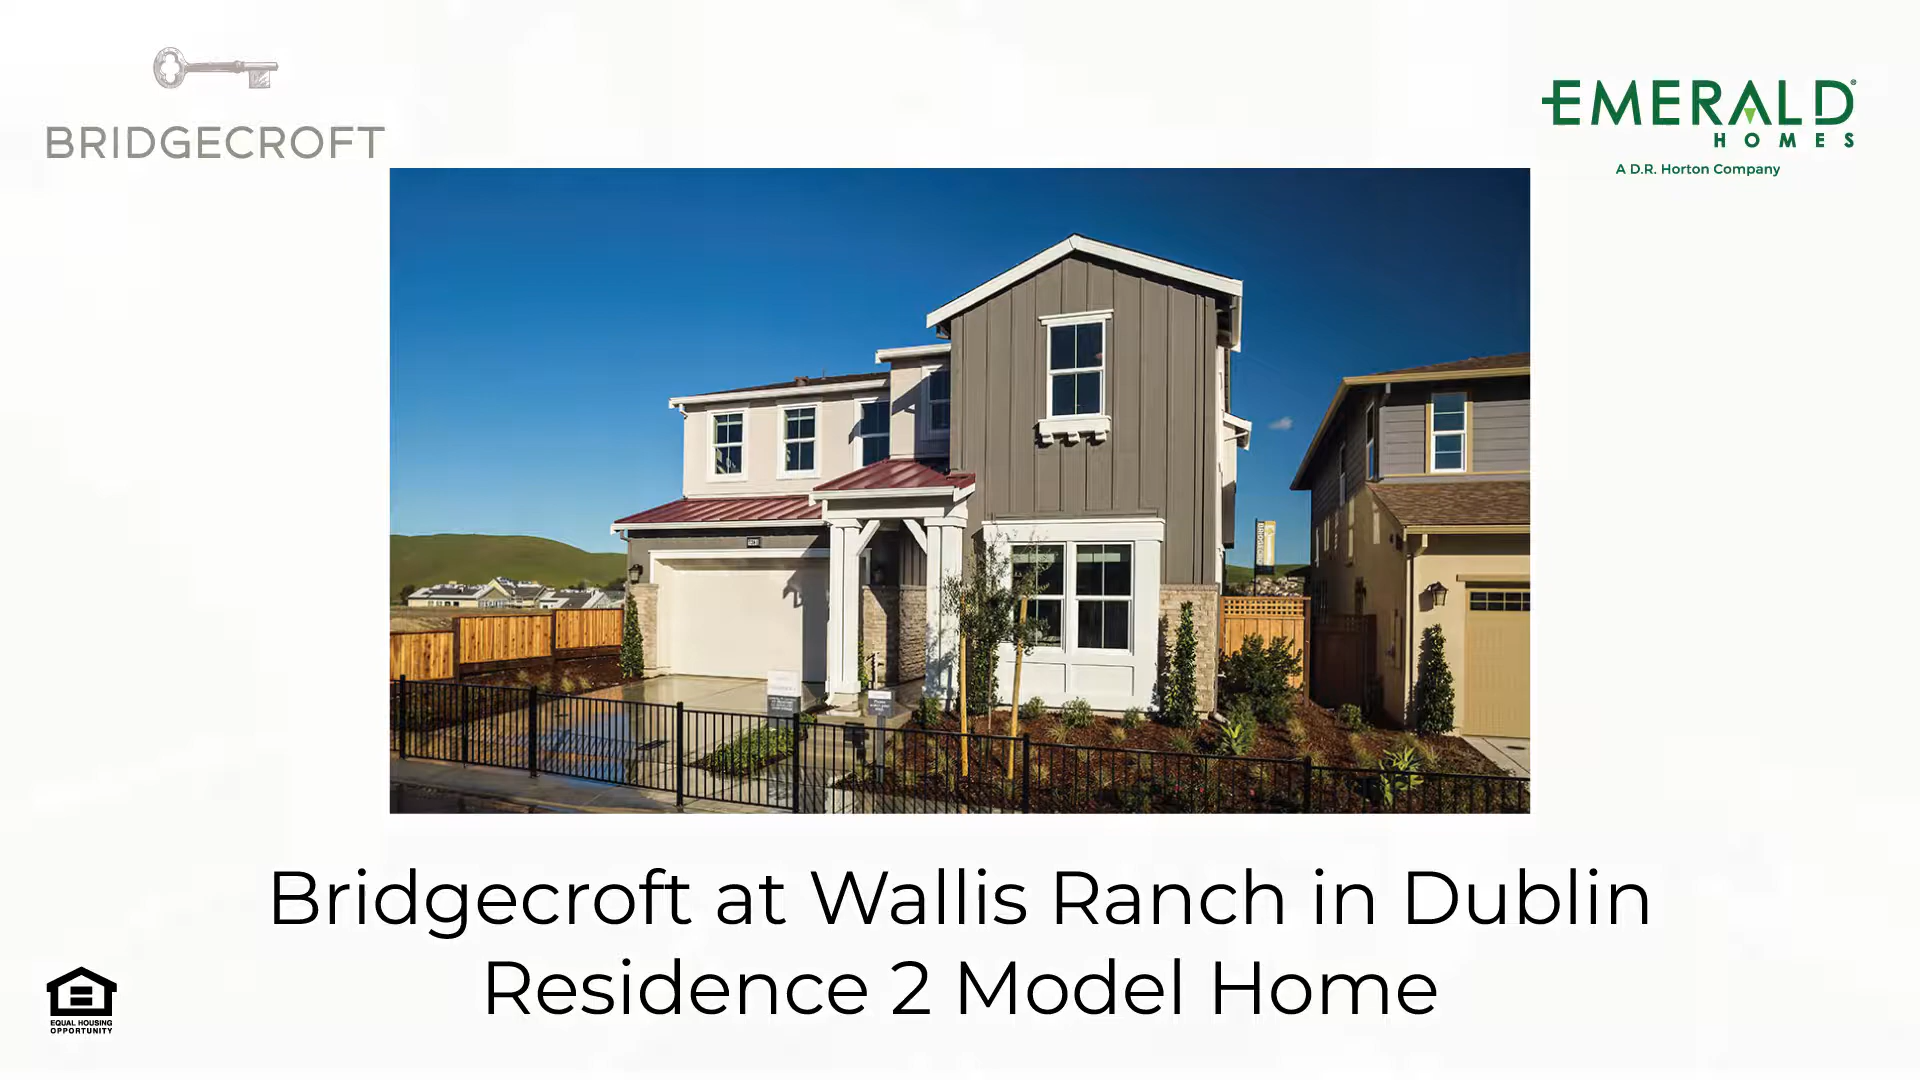 BRIDGECROFT
EMERALD®
HOMES
A D.R. Horton Company
Bridgecroft at Wallis Ranch in Dublin
Residence 2 Model Home
EQUAL HOUSING
OPPORTUNITY